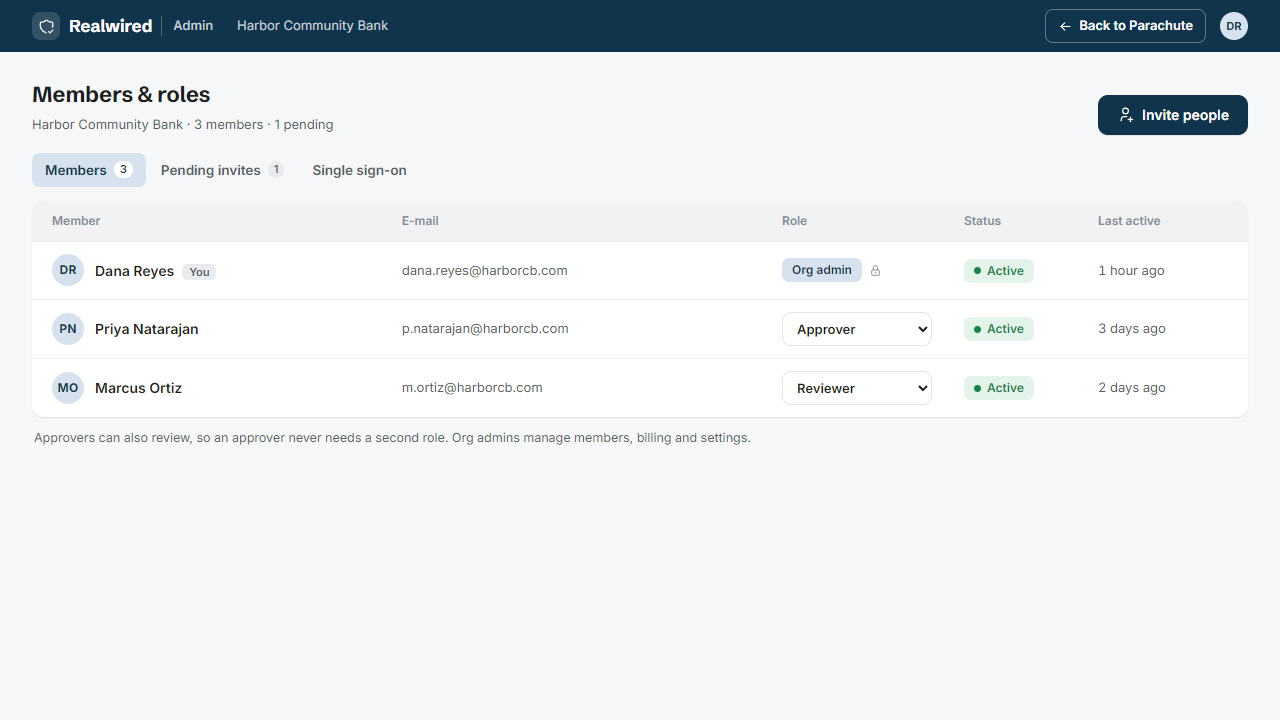 Realwired Admin Harbor Community Bank ← Back to Parachute DR
Members & roles
Harbor Community Bank · 3 members · 1 pending
Invite people
Members 3 Pending invites 1 Single sign-on
Member E-mail Role Status Last active
DR Dana Reyes You dana.reyes@harborcb.com Org admin Active 1 hour ago
PN Priya Natarajan p.natarajan@harborcb.com Approver Active 3 days ago
MO Marcus Ortiz m.ortiz@harborcb.com Reviewer Active 2 days ago
Approvers can also review, so an approver never needs a second role. Org admins manage members, billing and settings.